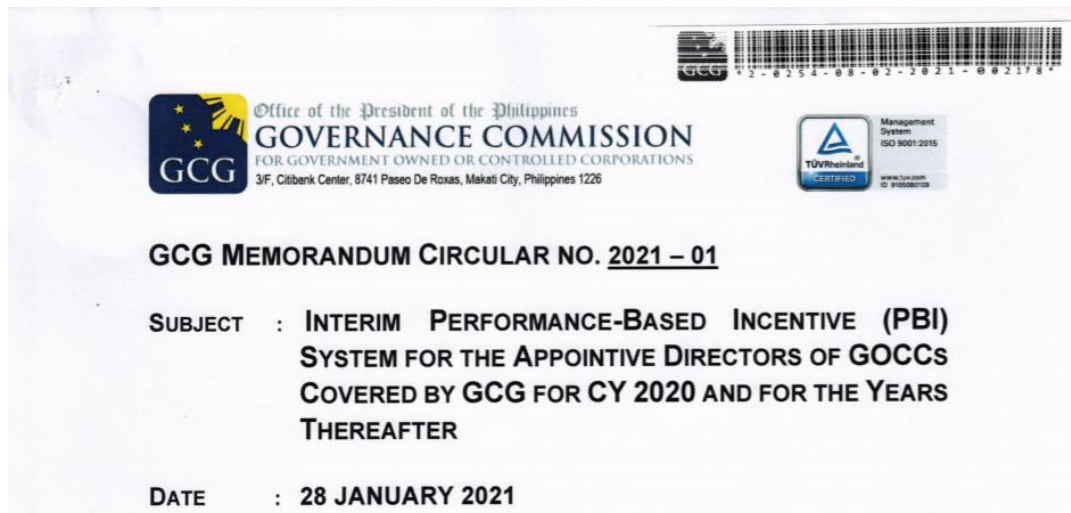 GCG *2-0254-08-02-2021-002178*
Office of the President of the Philippines
GOVERNANCE COMMISSION
FOR GOVERNMENT OWNED OR CONTROLLED CORPORATIONS
3/F, Citibank Center, 8741 Paseo De Roxas, Makati City, Philippines 1226
GCG
Management
System
ISO 9001:2015
TÜVRheinland
CERTIFIED
www.tuv.com
ID 9105080128
GCG MEMORANDUM CIRCULAR NO. 2021 – 01
SUBJECT : INTERIM PERFORMANCE-BASED INCENTIVE (PBI)
SYSTEM FOR THE APPOINTIVE DIRECTORS OF GOCCS
COVERED BY GCG FOR CY 2020 AND FOR THE YEARS
THEREAFTER
DATE : 28 JANUARY 2021